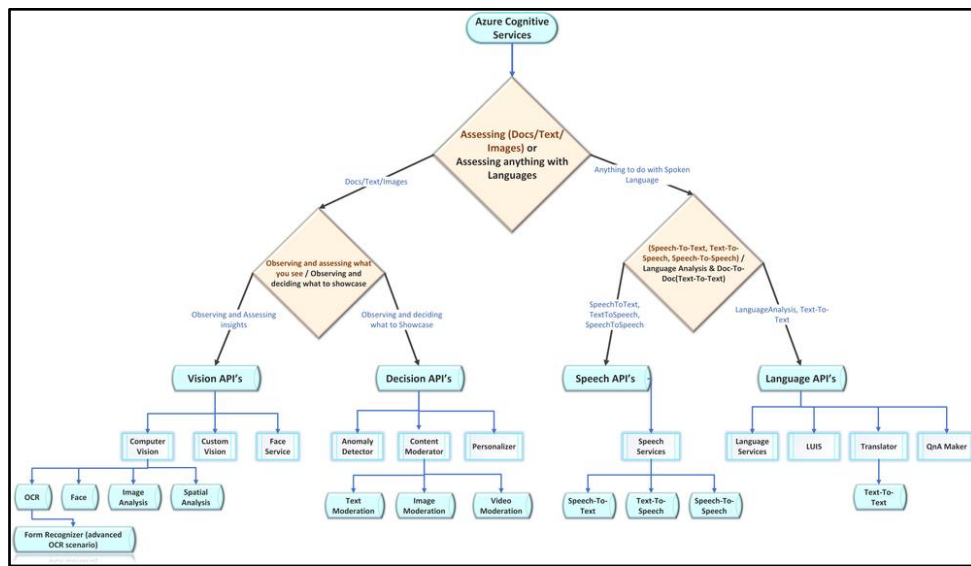 Azure Cognitive
Services
Assessing (Docs/Text/
Images) or
Assessing anything with
Languages
Docs/Text/Images
Anything to do with Spoken
Language
Observing and assessing what
you see / Observing and
deciding what to showcase
(Speech-To-Text, Text-To-
Speech, Speech-To-Speech) /
Language Analysis & Doc-To-
Doc(Text-To-Text)
Observing and Assessing
insights
Observing and deciding
what to Showcase
SpeechToText,
TextToSpeech,
SpeechToSpeech
LanguageAnalysis, Text-To-
Text
Vision API's
Decision API's
Speech API's
Language API's
Computer
Vision
Custom
Vision
Face
Service
Anomaly
Detector
Content
Moderator
Personalizer
Speech
Services
Language
Services
LUIS
Translator
QnA Maker
OCR
Face
Image
Analysis
Spatial
Analysis
Text
Moderation
Image
Moderation
Video
Moderation
Speech-To-
Text
Text-To-
Speech
Speech-To-
Speech
Text-To-
Text
Form Recognizer (advanced
OCR scenario)